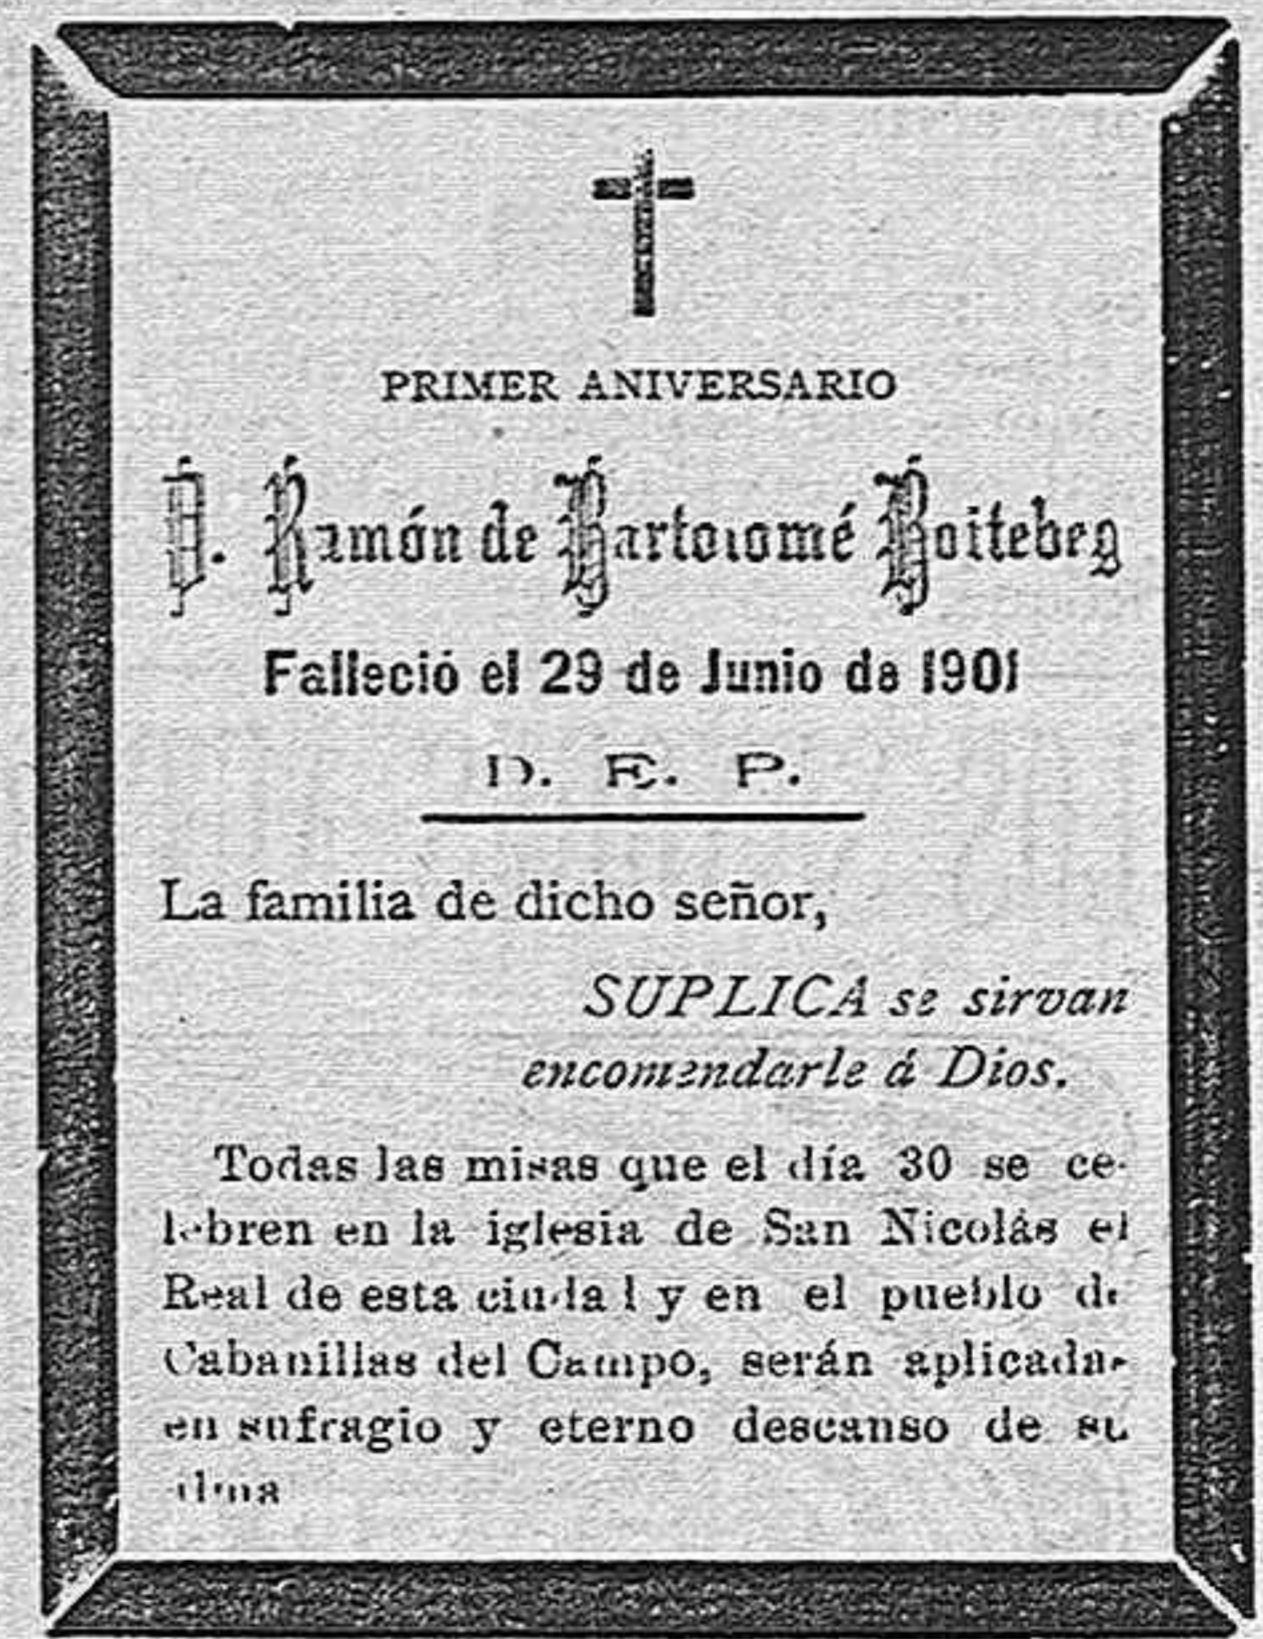 PRIMER ANIVERSARIO
D. Ramón de Bartolomé Boitebeg
Falleció el 29 de Junio de 1901
D. E. P.
La familia de dicho señor,
SUPLICA se sirvan
encomendarle á Dios.
Todas las misas que el día 30 se ce-
lebren en la iglesia de San Nicolás el
Real de esta ciudad y en el pueblo de
Cabanillas del Campo, serán aplicadas
en sufragio y eterno descanso de su
alma